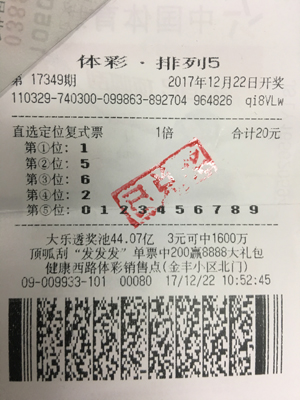 体彩·排列5
第 17349期 2017年12月22日开奖
110329-740300-099863-892704 964826 qi8VLw
直选定位复式票 1倍 合计20元
第①位: 1
第②位: 5
第③位: 6
第④位: 2
第⑤位: 0 1 2 3 4 5 6 7 8 9
大乐透奖池44.07亿 3元可中1600万
顶呱刮“发发发”单票中200赢8888大礼包
健康西路体彩销售点(金丰小区北门)
09-009933-101 00080 17/12/22 10:52:45